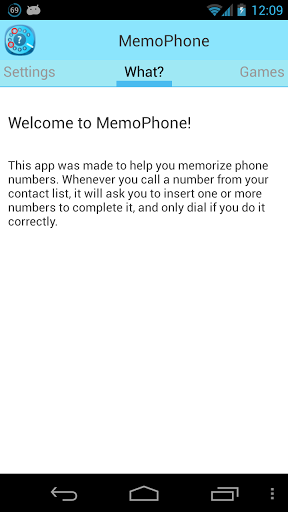 69
12:09
?
MemoPhone
Settings
What?
Games
Welcome to MemoPhone!
This app was made to help you memorize phone
numbers. Whenever you call a number from your
contact list, it will ask you to insert one or more
numbers to complete it, and only dial if you do it
correctly.